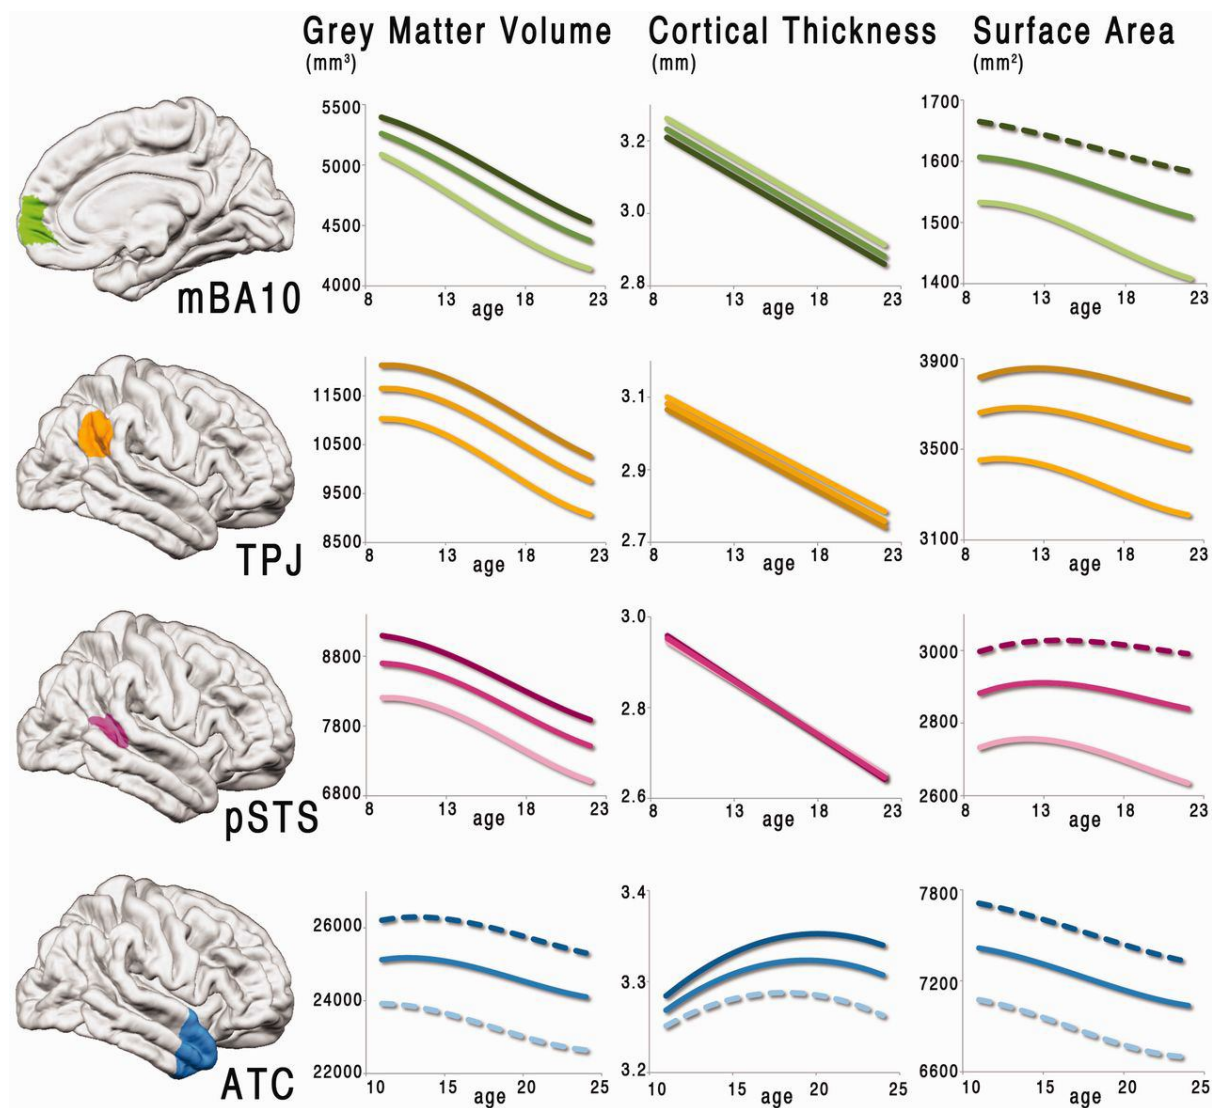 Grey Matter Volume Cortical Thickness Surface Area
(mm³) (mm) (mm²)
5500
5000
4500
4000
8 13 18 23
age
3.2
3.0
2.8
8 13 18 23
age
1700
1600
1500
1400
8 13 18 23
age
mBA10
11500
10500
9500
8500
8 13 18 23
age
3.1
2.9
2.7
8 13 18 23
age
3900
3500
3100
8 13 18 23
age
TPJ
8800
7800
6800
8 13 18 23
age
3.0
2.8
2.6
8 13 18 23
age
3000
2800
2600
8 13 18 23
age
pSTS
26000
24000
22000
10 15 20 25
age
3.4
3.3
3.2
10 15 20 25
age
7800
7200
6600
10 15 20 25
age
ATC